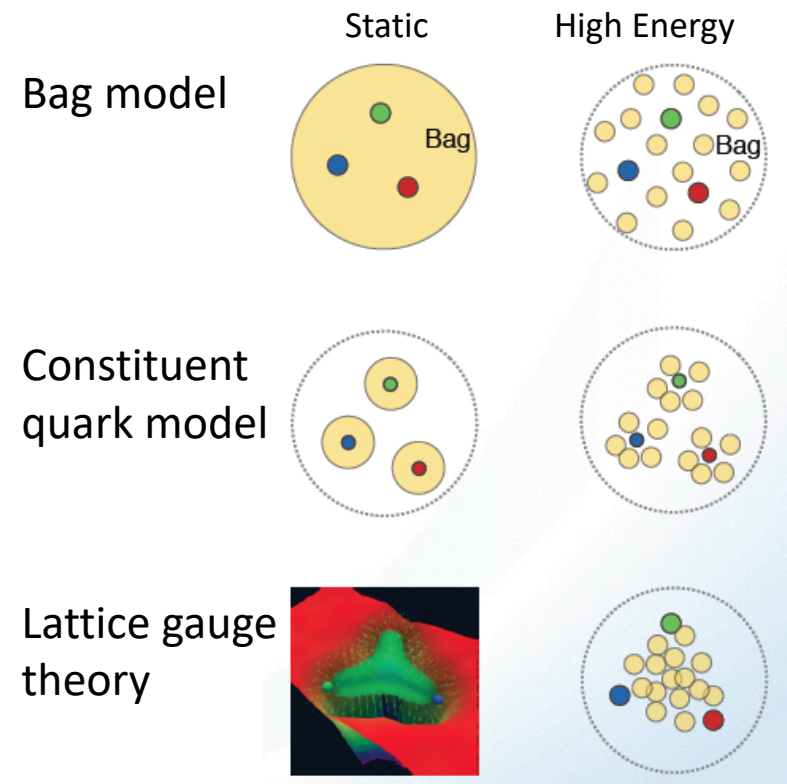 Static
High Energy
Bag model
Bag
Bag
Constituent
quark model
Lattice gauge
theory